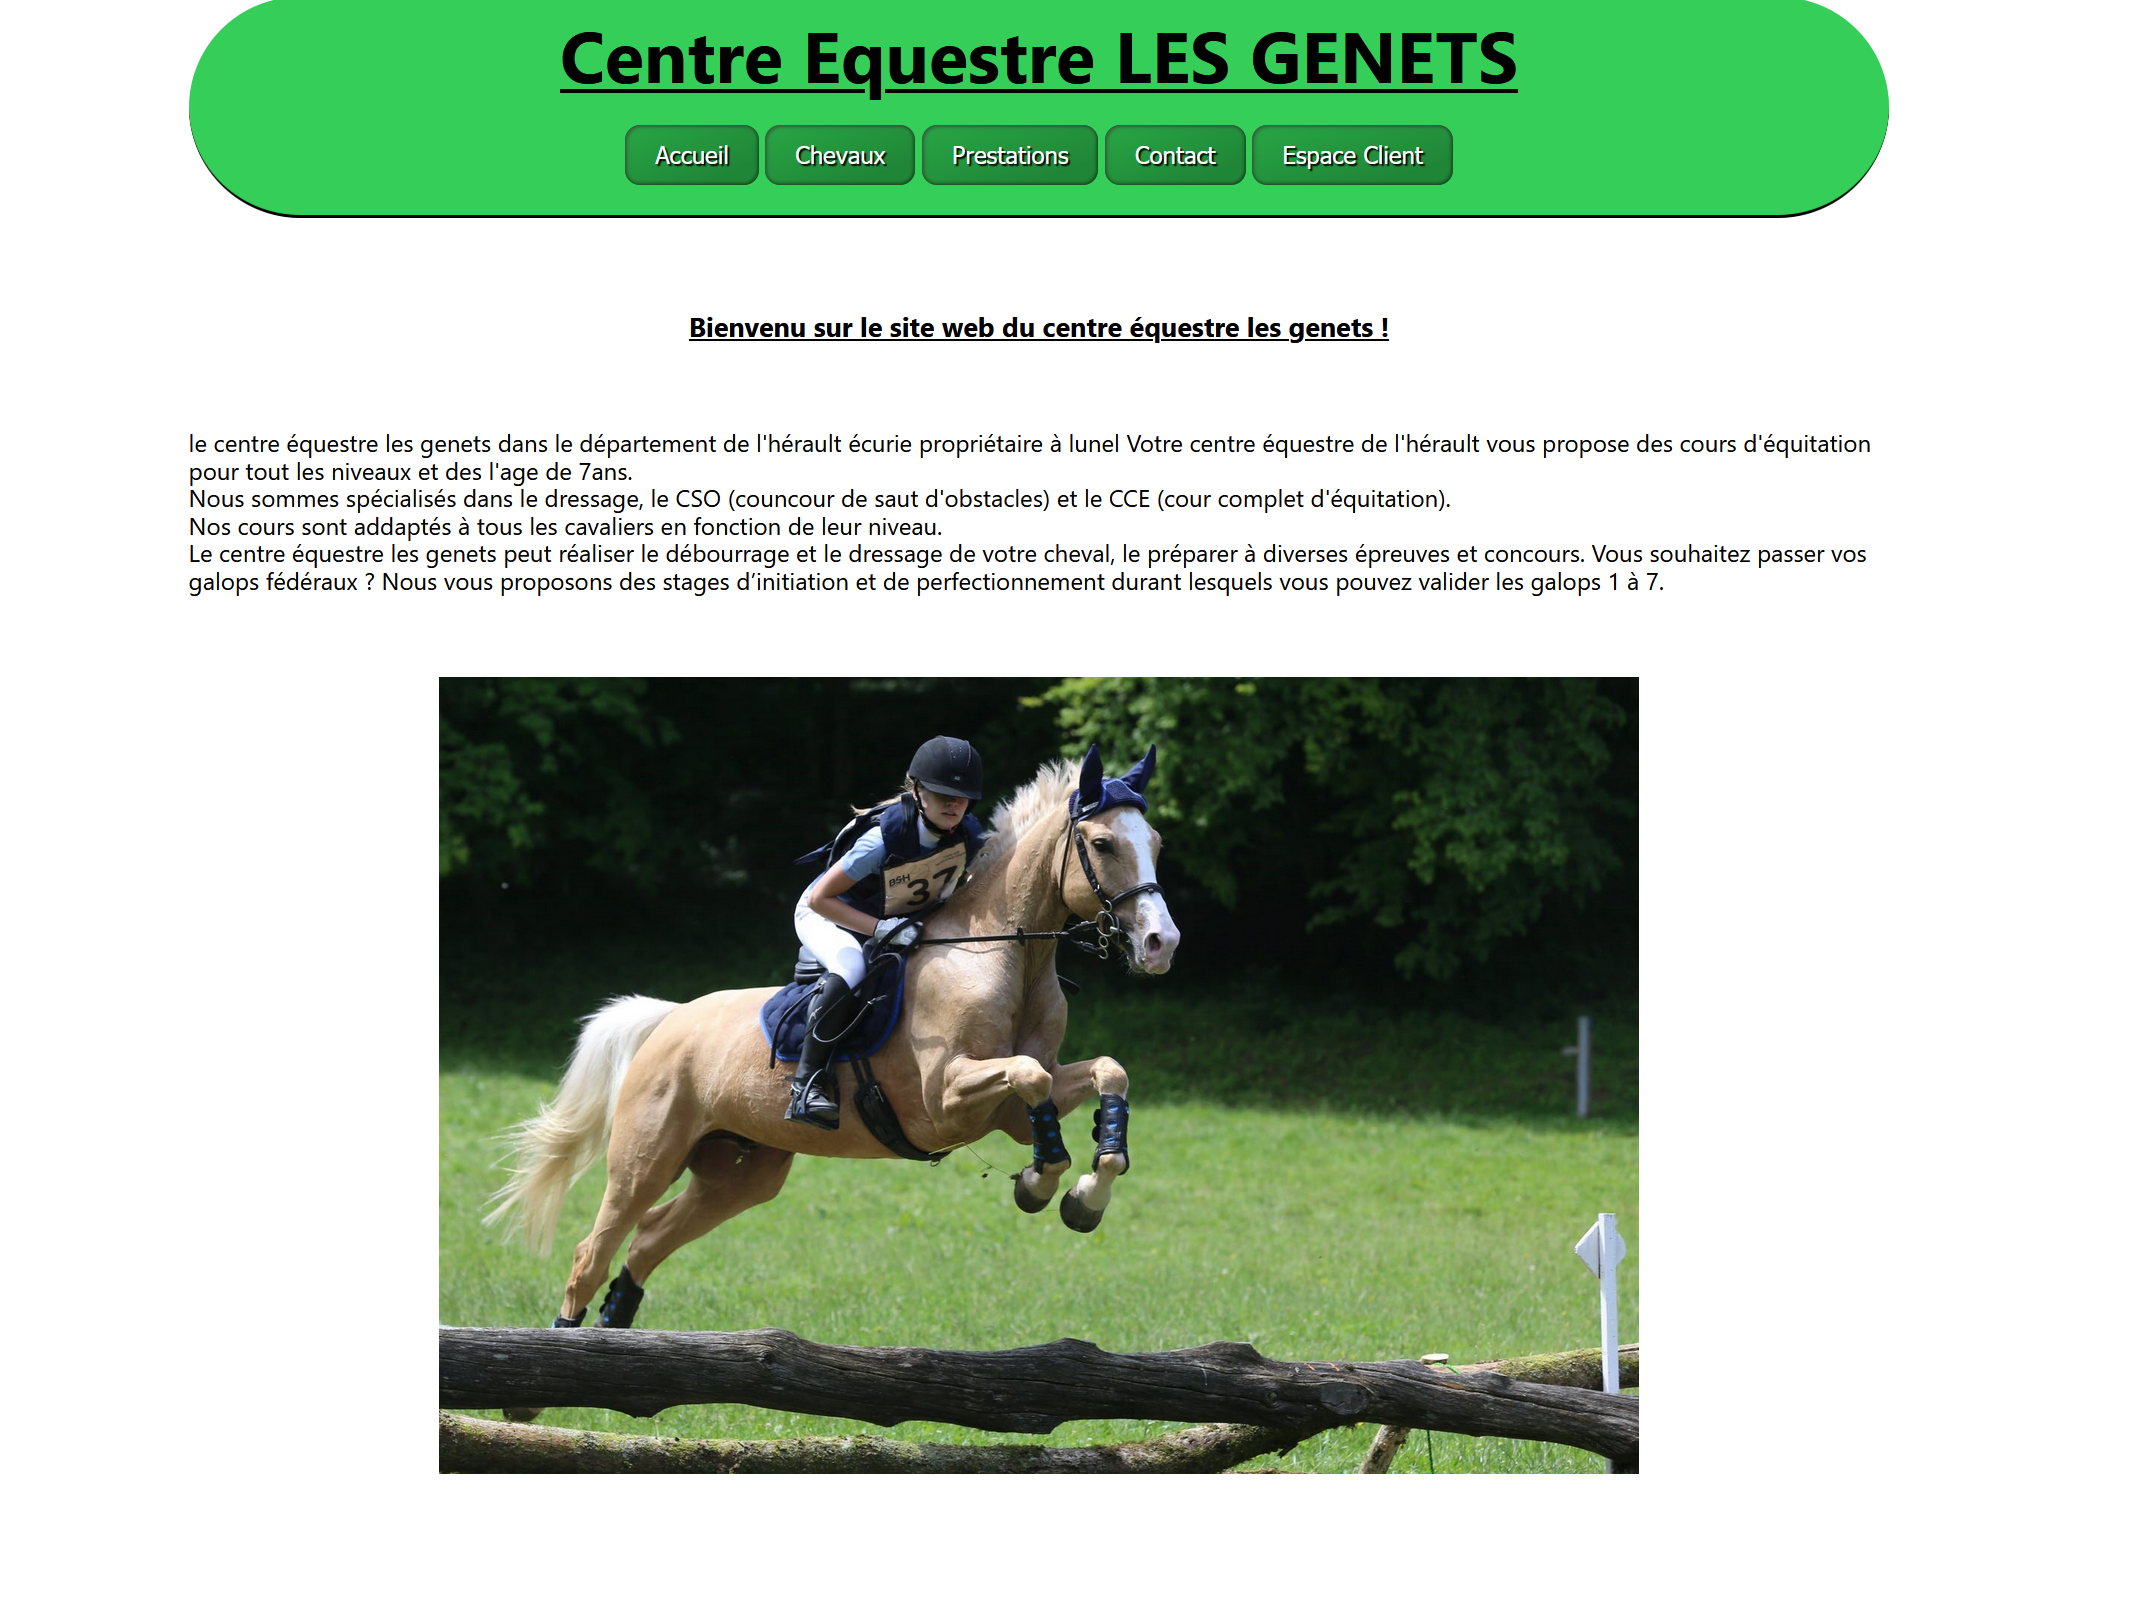 Centre Equestre LES GENETS
Accueil Chevaux Prestations Contact Espace Client
Bienvenu sur le site web du centre équestre les genets !
le centre équestre les genets dans le département de l'hérault écurie propriétaire à lunel Votre centre équestre de l'hérault vous propose des cours d'équitation
pour tout les niveaux et des l'age de 7ans.
Nous sommes spécialisés dans le dressage, le CSO (councour de saut d'obstacles) et le CCE (cour complet d'équitation).
Nos cours sont addaptés à tous les cavaliers en fonction de leur niveau.
Le centre équestre les genets peut réaliser le débourrage et le dressage de votre cheval, le préparer à diverses épreuves et concours. Vous souhaitez passer vos
galops fédéraux ? Nous vous proposons des stages d’initiation et de perfectionnement durant lesquels vous pouvez valider les galops 1 à 7.
BSH
37